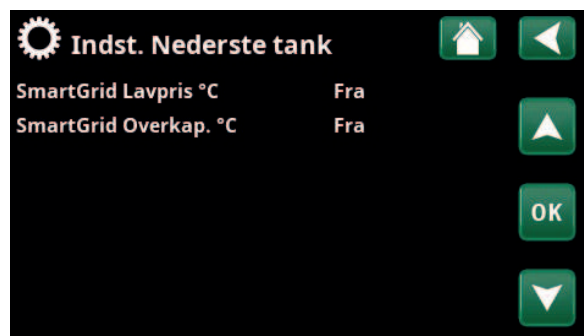 Indst. Nederste tank
SmartGrid Lavpris °C Fra
SmartGrid Overkap. °C Fra
OK